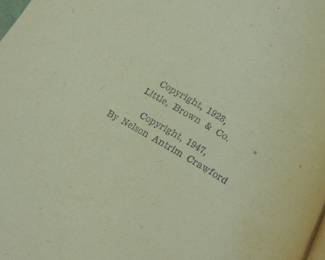 Copyright, 1928,
Little, Brown & Co.
Copyright, 1947,
By Nelson Antrim Crawford